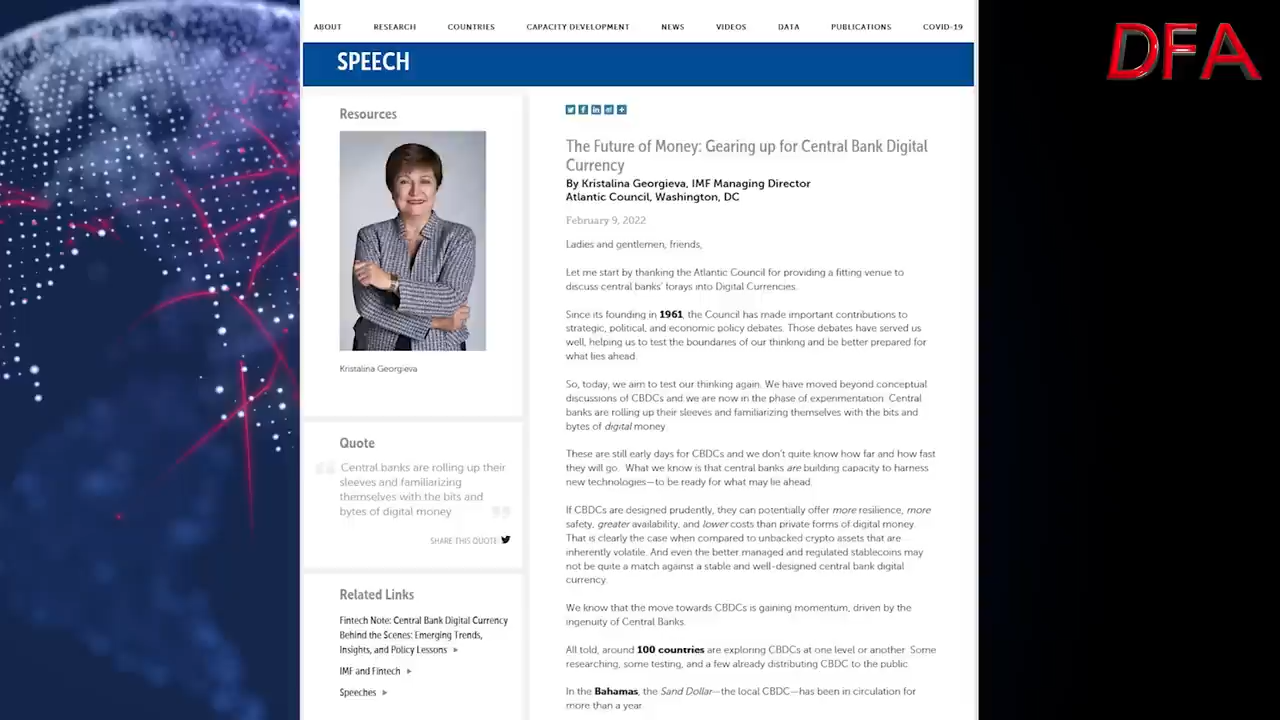 ABOUT RESEARCH COUNTRIES CAPACITY DEVELOPMENT NEWS VIDEOS DATA PUBLICATIONS COVID-19
DFA
SPEECH
Resources
Kristalina Georgieva
Quote
Central banks are rolling up their
sleeves and familiarizing
themselves with the bits and
bytes of digital money
SHARE THIS QUOTE
Related Links
Fintech Note: Central Bank Digital Currency
Behind the Scenes: Emerging Trends,
Insights, and Policy Lessons
IMF and Fintech
Speeches
The Future of Money: Gearing up for Central Bank Digital
Currency
By Kristalina Georgieva, IMF Managing Director
Atlantic Council, Washington, DC
February 9, 2022
Ladies and gentlemen, friends,
Let me start by thanking the Atlantic Council for providing a fitting venue to
discuss central banks' forays into Digital Currencies.
Since its founding in 1961, the Council has made important contributions to
strategic, political, and economic policy debates. Those debates have served us
well, helping us to test the boundaries of our thinking and be better prepared for
what lies ahead.
So, today, we aim to test our thinking again. We have moved beyond conceptual
discussions of CBDCs and we are now in the phase of experimentation. Central
banks are rolling up their sleeves and familiarizing themselves with the bits and
bytes of digital money.
These are still early days for CBDCs and we don't quite know how far and how fast
they will go. What we know is that central banks are building capacity to harness
new technologies—to be ready for what may lie ahead.
If CBDCs are designed prudently, they can potentially offer more resilience, more
safety, greater availability, and lower costs than private forms of digital money.
That is clearly the case when compared to unbacked crypto assets that are
inherently volatile. And even the better managed and regulated stablecoins may
not be quite a match against a stable and well-designed central bank digital
currency.
We know that the move towards CBDCs is gaining momentum, driven by the
ingenuity of Central Banks.
All told, around 100 countries are exploring CBDCs at one level or another. Some
researching, some testing, and a few already distributing CBDC to the public.
In the Bahamas, the Sand Dollar—the local CBDC—has been in circulation for
more than a year.